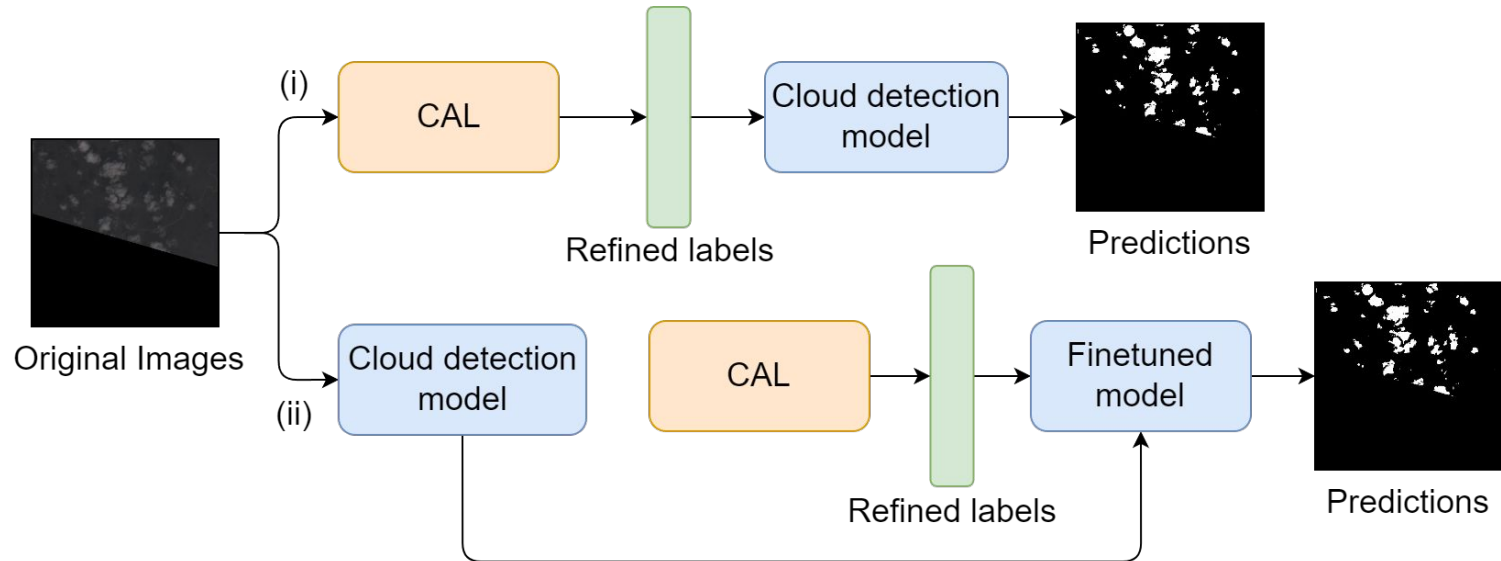 (i)
CAL
Refined labels
Cloud detection
model
Predictions
Original Images
(ii)
Cloud detection
model
CAL
Refined labels
Finetuned
model
Predictions